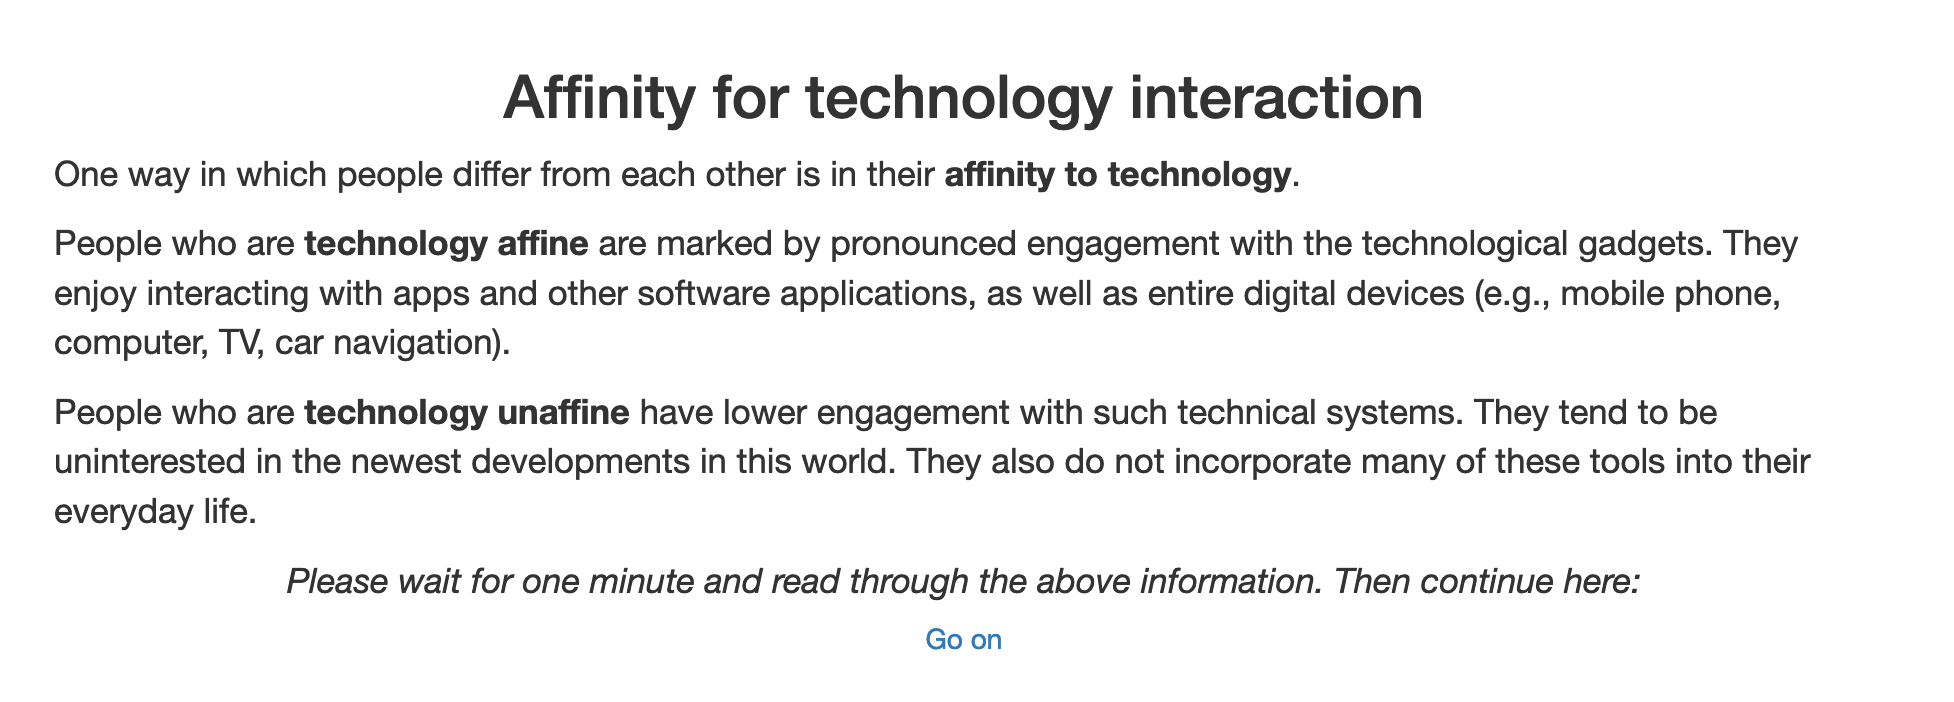 Affinity for technology interaction
One way in which people differ from each other is in their affinity to technology.
People who are technology affine are marked by pronounced engagement with the technological gadgets. They
enjoy interacting with apps and other software applications, as well as entire digital devices (e.g., mobile phone,
computer, TV, car navigation).
People who are technology unaffine have lower engagement with such technical systems. They tend to be
uninterested in the newest developments in this world. They also do not incorporate many of these tools into their
everyday life.
Please wait for one minute and read through the above information. Then continue here:
Go on